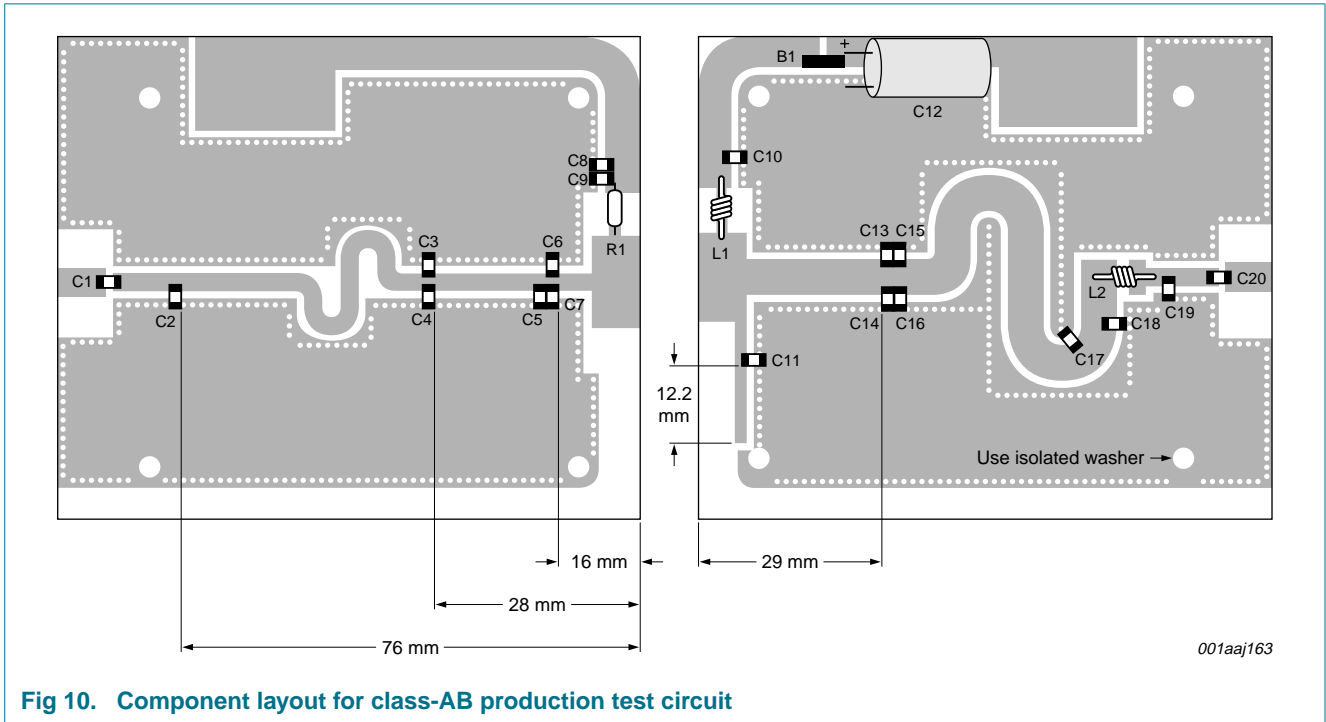 B1
+
C12
C8
C9
C10
R1
L1
C3
C6
C13 C15
C1
C20
L2
C19
C2
C4
C5
C7
C14 C16
C18
C17
C11
12.2
mm
Use isolated washer
16 mm
29 mm
28 mm
76 mm
001aaj163
Fig 10. Component layout for class-AB production test circuit